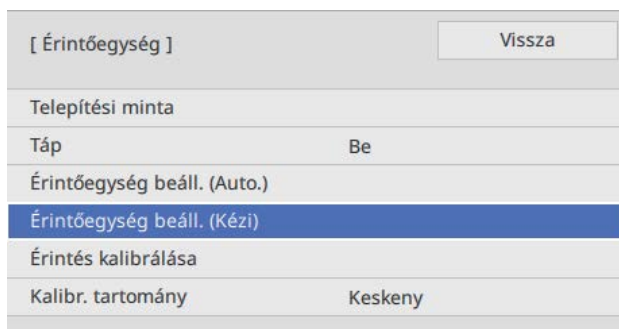 [ Érintőegység ] Vissza
Telepítési minta
Táp Be
Érintőegység beáll. (Auto.)
Érintőegység beáll. (Kézi)
Érintés kalibrálása
Kalibr. tartomány Keskeny